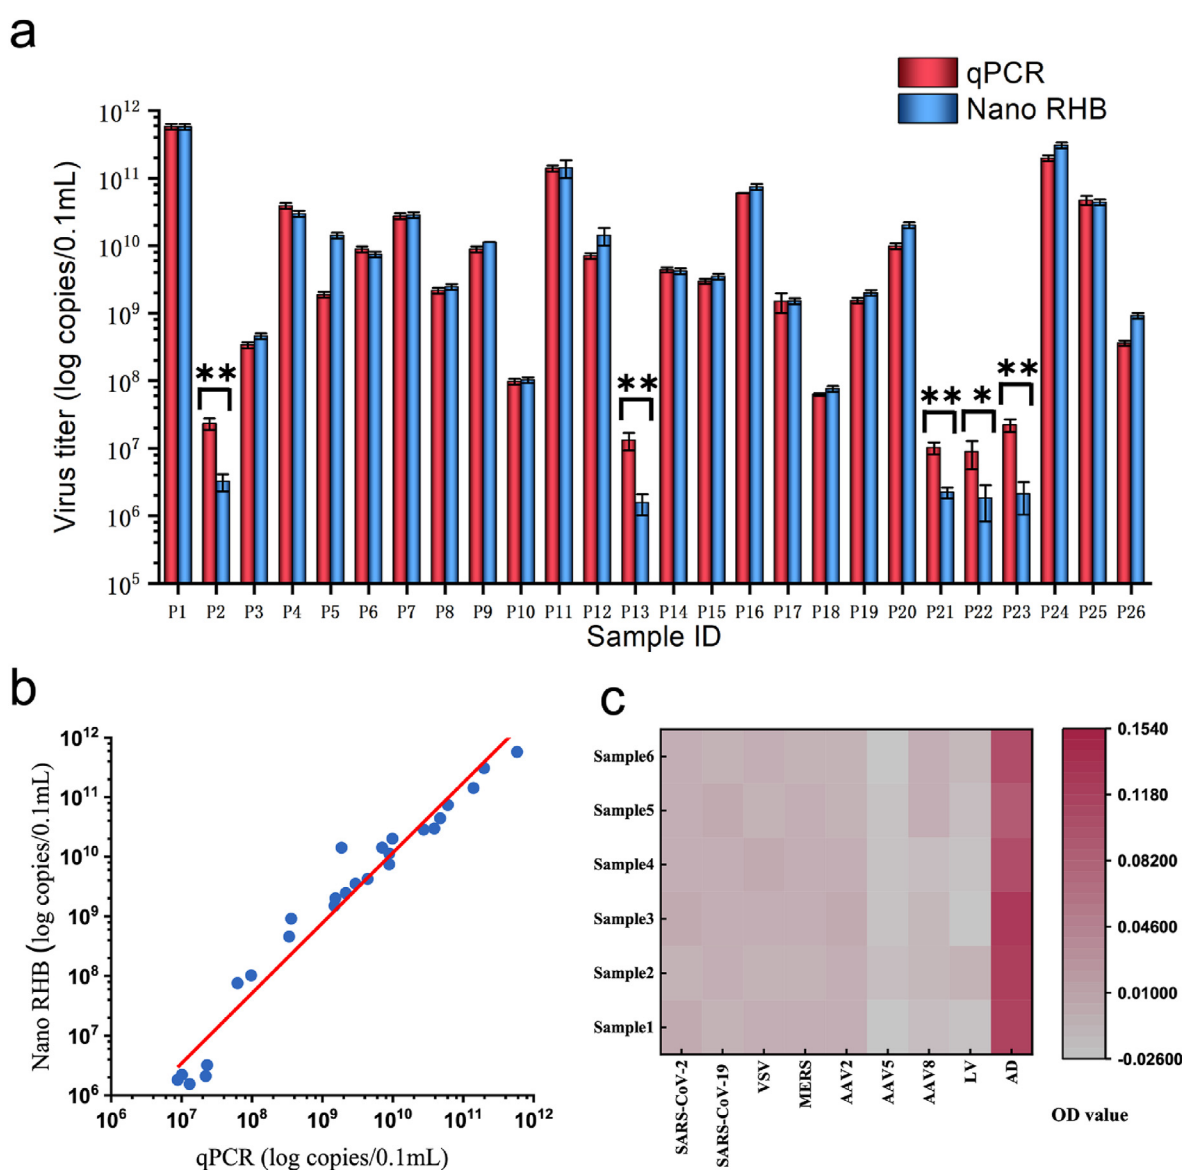 a
qPCR
Nano RHB
Virus titer (log copies/0.1mL)
10^12
10^11
10^10
10^9
10^8
10^7
10^6
10^5
**
**
**
*
**
P1 P2 P3 P4 P5 P6 P7 P8 P9 P10 P11 P12 P13 P14 P15 P16 P17 P18 P19 P20 P21 P22 P23 P24 P25 P26
Sample ID
b
Nano RHB (log copies/0.1mL)
10^12
10^11
10^10
10^9
10^8
10^7
10^6
10^6 10^7 10^8 10^9 10^10 10^11 10^12
qPCR (log copies/0.1mL)
c
Sample6
Sample5
Sample4
Sample3
Sample2
Sample1
SARS-CoV-2
SARS-CoV-19
VSV
MERS
AAV2
AAV5
AAV8
LV
AD
0.1540
0.1180
0.08200
0.04600
0.01000
-0.02600
OD value